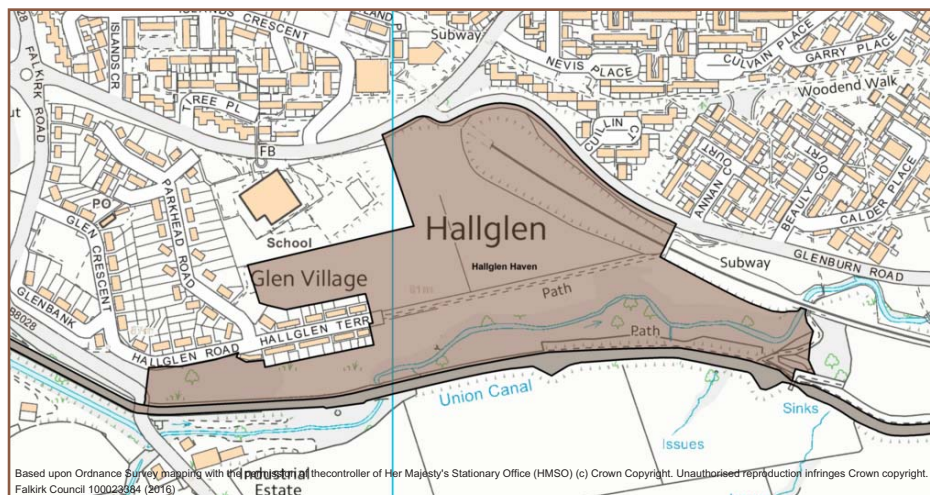 ISLANDS CRESCENT
Subway
ISLANDS CR
FALKIRK ROAD
TREE PL
NEVIS PLACE
CULVAIN PLACE
GARRY PLACE
Woodend Walk
CUILLIN
FB
PO
PARKHEAD ROAD
GLEN CRESCENT
School
ANNAN COURT
BEAULY COURT
CALDER PLACE
Hallglen
Glen Village
Hallglen Haven
Subway
GLENBURN ROAD
Path
GLENBANK
B8028
HALLGLEN TERR
HALLGLEN ROAD
Path
Union Canal
Issues
Sinks
Industrial
Estate
Based upon Ordnance Survey mapping with the permission of thecontroller of Her Majesty's Stationary Office (HMSO) (c) Crown Copyright. Unauthorised reproduction infringes Crown copyright.
Falkirk Council 100023384 (2016)